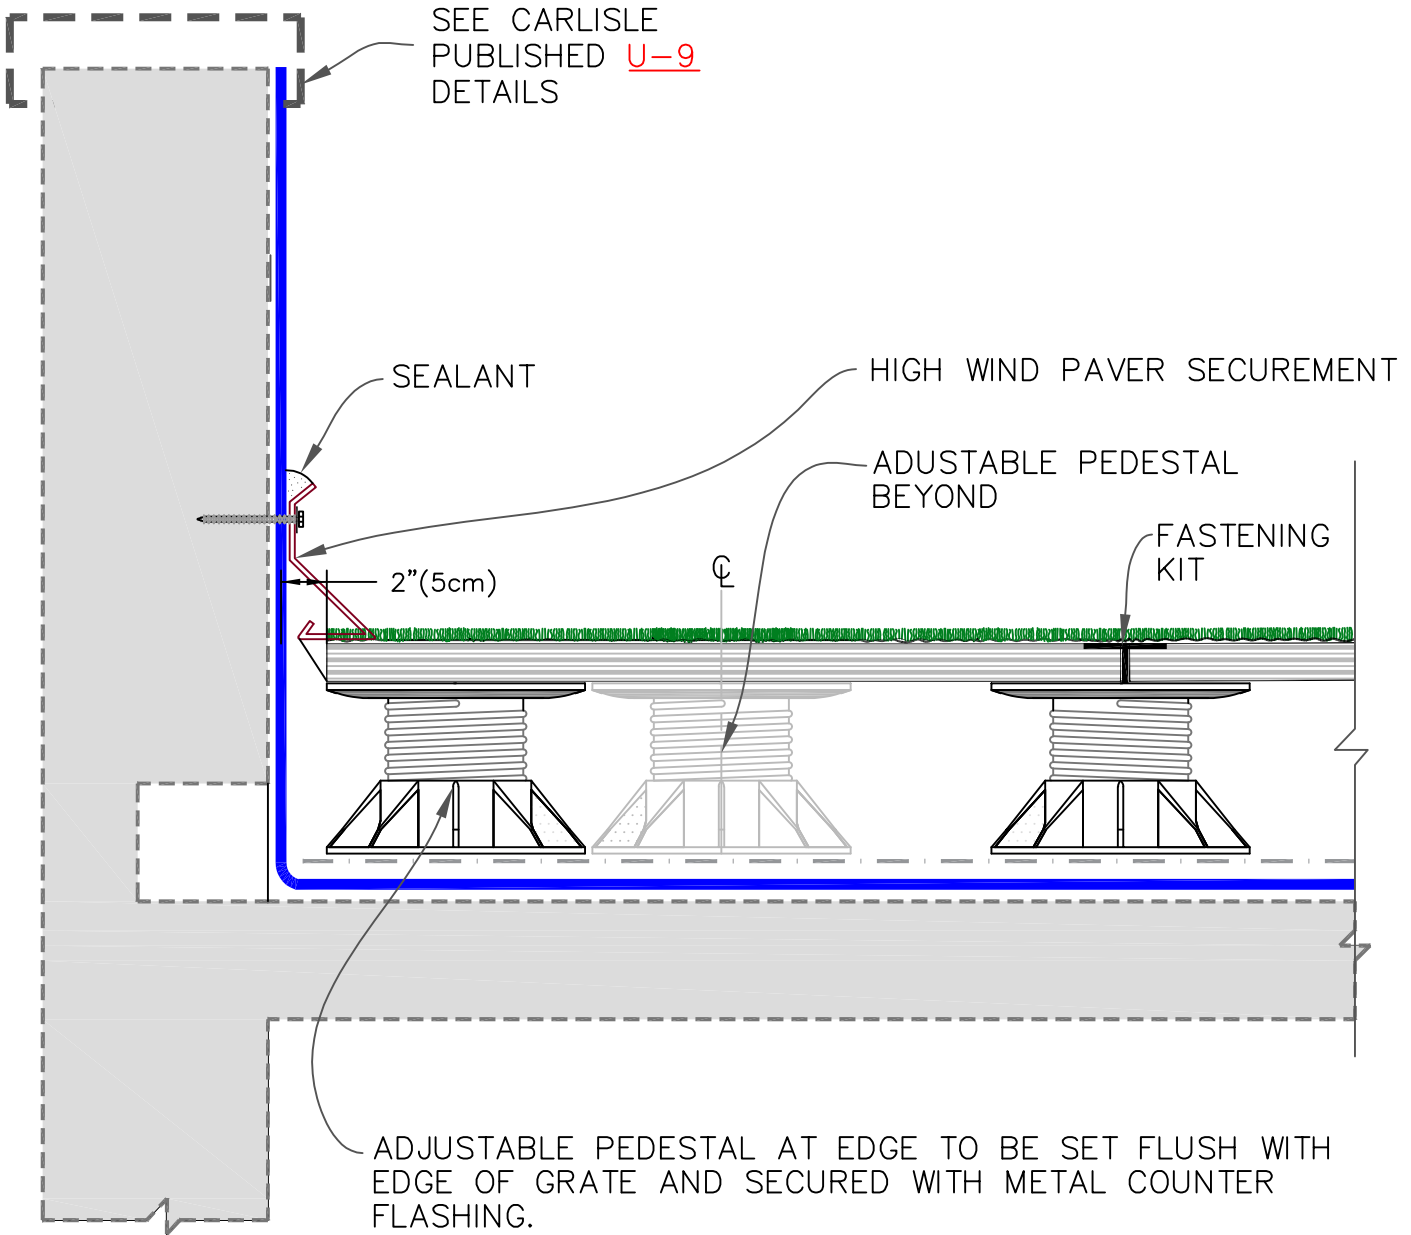 SEE CARLISLE
PUBLISHED U-9
DETAILS
SEALANT
HIGH WIND PAVER SECUREMENT
ADUSTABLE PEDESTAL
BEYOND
FASTENING
KIT
℄
2"(5cm)
ADJUSTABLE PEDESTAL AT EDGE TO BE SET FLUSH WITH
EDGE OF GRATE AND SECURED WITH METAL COUNTER
FLASHING.